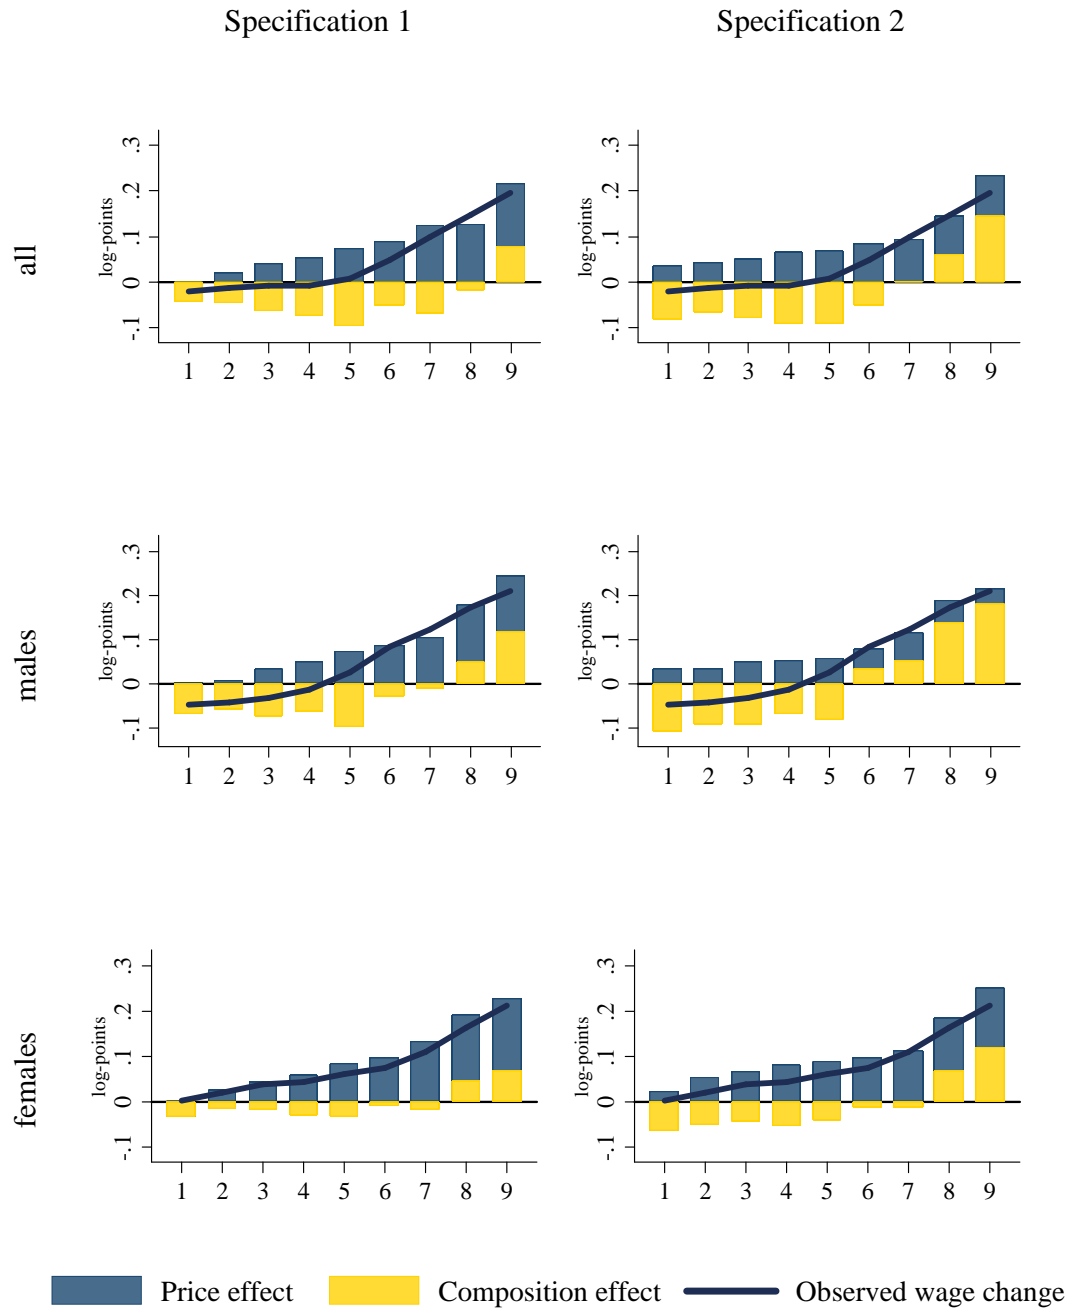 Specification 1
Specification 2
all
log-points
.3
.2
.1
0
-.1
1 2 3 4 5 6 7 8 9
log-points
.3
.2
.1
0
-.1
1 2 3 4 5 6 7 8 9
males
log-points
.3
.2
.1
0
-.1
1 2 3 4 5 6 7 8 9
log-points
.3
.2
.1
0
-.1
1 2 3 4 5 6 7 8 9
females
log-points
.3
.2
.1
0
-.1
1 2 3 4 5 6 7 8 9
log-points
.3
.2
.1
0
-.1
1 2 3 4 5 6 7 8 9
Price effect Composition effect Observed wage change